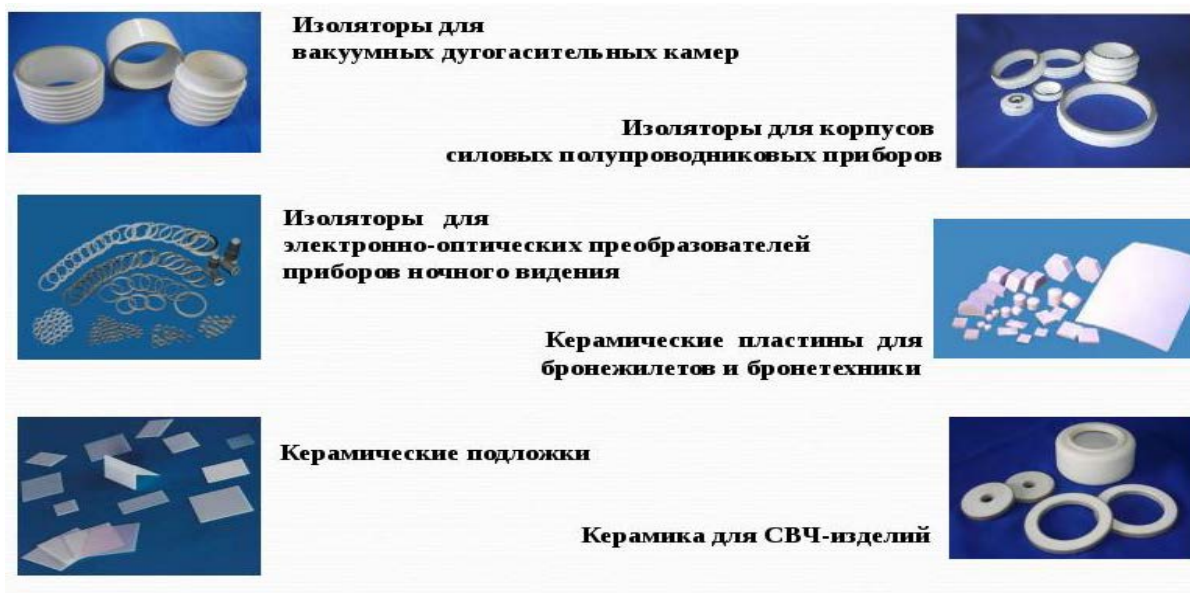 Изоляторы для
вакуумных дугогасительных камер
Изоляторы для корпусов
силовых полупроводниковых приборов
Изоляторы для
электронно-оптических преобразователей
приборов ночного видения
Керамические пластины для
бронежилетов и бронетехники
Керамические подложки
Керамика для СВЧ-изделий